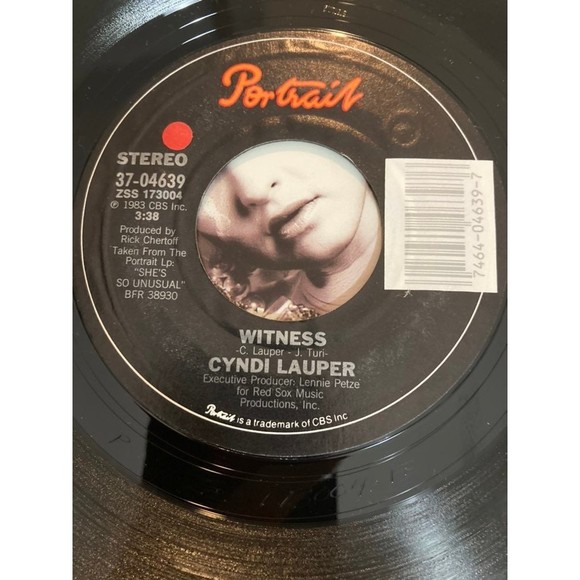 Portrait
STEREO
37-04639
ZSS 173004
℗ 1983 CBS Inc.
3:38
Produced by
Rick Chertoff
Taken From The
Portrait Lp:
"SHE'S
SO UNUSUAL"
BFR 38930
7464-04639-7
WITNESS
-C. Lauper - J. Turi-
CYNDI LAUPER
Executive Producer: Lennie Petze
for Red Sox Music
Productions, Inc.
Portrait is a trademark of CBS Inc